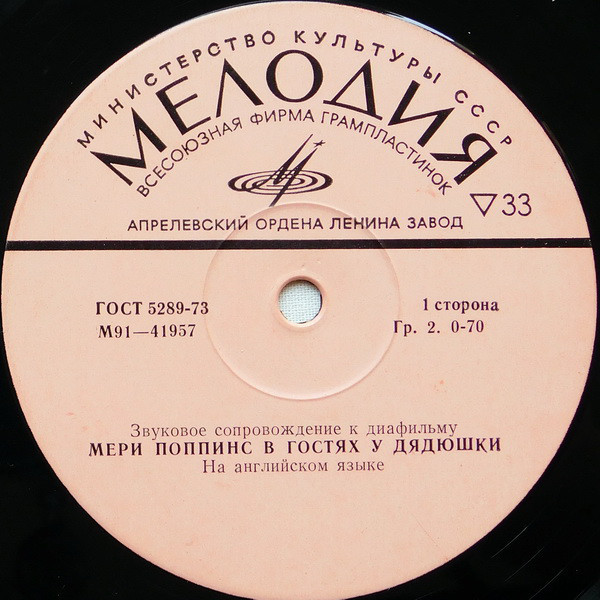 МИНИСТЕРСТВО КУЛЬТУРЫ СССР
МЕЛОДИЯ
ВСЕСОЮЗНАЯ ФИРМА ГРАМПЛАСТИНОК
▽33
АПРЕЛЕВСКИЙ ОРДЕНА ЛЕНИНА ЗАВОД
ГОСТ 5289-73
1 сторона
М91—41957
Гр. 2. 0-70
Звуковое сопровождение к диафильму
МЕРИ ПОППИНС В ГОСТЯХ У ДЯДЮШКИ
На английском языке